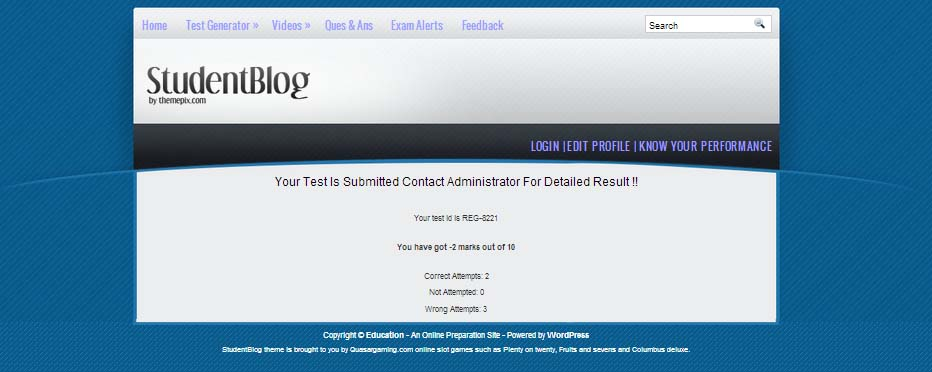 Home Test Generator » Videos » Ques & Ans Exam Alerts Feedback Search
StudentBlog
by themepix.com
LOGIN | EDIT PROFILE | KNOW YOUR PERFORMANCE
Your Test Is Submitted Contact Administrator For Detailed Result !!
Your test id is REG-8221
You have got -2 marks out of 10
Correct Attempts: 2
Not Attempted: 0
Wrong Attempts: 3
Copyright © Education - An Online Preparation Site - Powered by WordPress
StudentBlog theme is brought to you by Quasargaming.com online slot games such as Plenty on twenty, Fruits and sevens and Columbus deluxe.